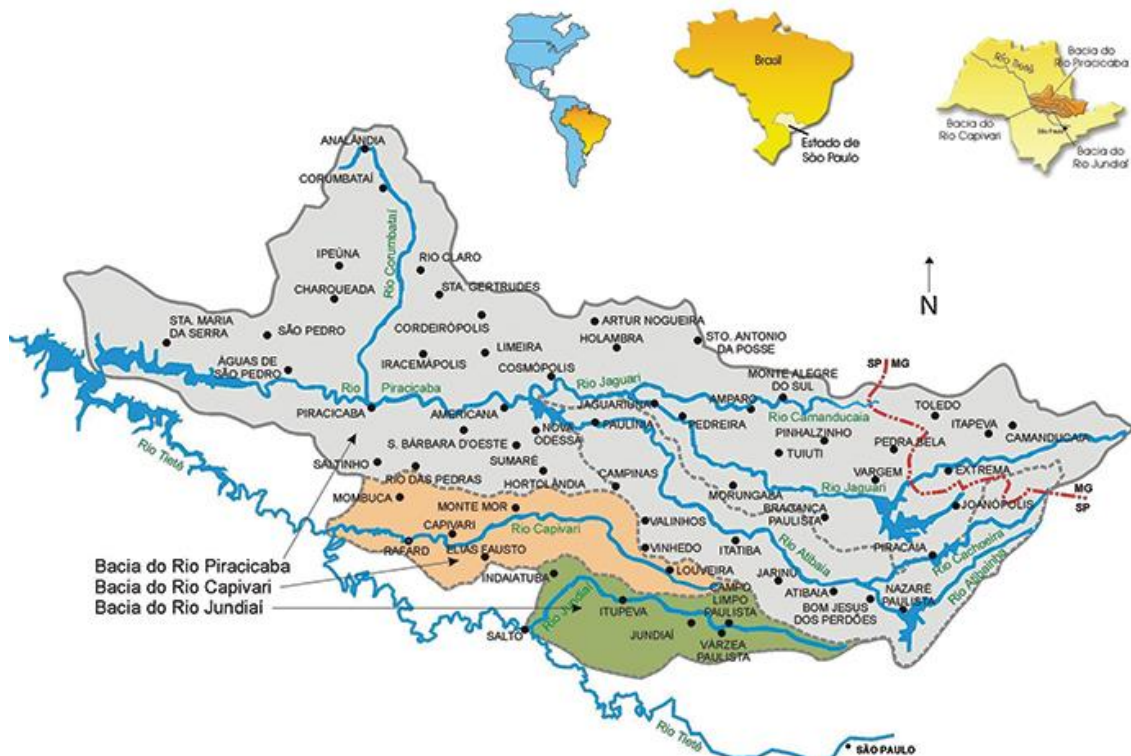 Brasil
Estado de
São Paulo
Rio Tietê
Bacia do
Rio Piracicaba
Bacia do
Rio Capivari
São Paulo
Bacia do
Rio Jundiaí
ANALÂNDIA
CORUMBATAÍ
Rio Corumbataí
IPEÚNA
RIO CLARO
CHARQUEADA
STA. GERTRUDES
N
STA. MARIA
DA SERRA
SÃO PEDRO
CORDEIRÓPOLIS
ARTUR NOGUEIRA
HOLAMBRA
STO. ANTONIO
DA POSSE
ÁGUAS DE
SÃO PEDRO
IRACEMÁPOLIS
LIMEIRA
COSMÓPOLIS
SP MG
Rio Piracicaba
Rio Jaguari
MONTE ALEGRE
DO SUL
PIRACICABA
AMERICANA
JAGUARIUNA
AMPARO
Rio Camanducaia
TOLEDO
ITAPEVA
CAMANDUCAIA
NOVA
ODESSA
PAULÍNIA
PEDREIRA
PINHALZINHO
PEDRA BELA
S. BÁRBARA D'OESTE
TUIUTI
Rio Tietê
SALTINHO
SUMARÉ
RIO DAS PEDRAS
HORTOLÂNDIA
CAMPINAS
VARGEM
EXTREMA
MOMBUCA
MONTE MOR
MORUNGABA
Rio Jaguari
MG
SP
JOANÓPOLIS
CAPIVARI
Rio Capivari
VALINHOS
BRAGANÇA
PAULISTA
RAFARD
ELIAS FAUSTO
VINHEDO
ITATIBA
Rio Atibaia
PIRACAIA
Rio Cachoeira
Rio Atibainha
Bacia do Rio Piracicaba
Bacia do Rio Capivari
Bacia do Rio Jundiaí
INDAIATUBA
LOUVEIRA
JARINU
CAMPO
LIMPO
PAULISTA
ATIBAIA
NAZARÉ
PAULISTA
BOM JESUS
DOS PERDÕES
Rio Jundiaí
ITUPEVA
SALTO
JUNDIAÍ
VÁRZEA
PAULISTA
Rio Tietê
SÃO PAULO